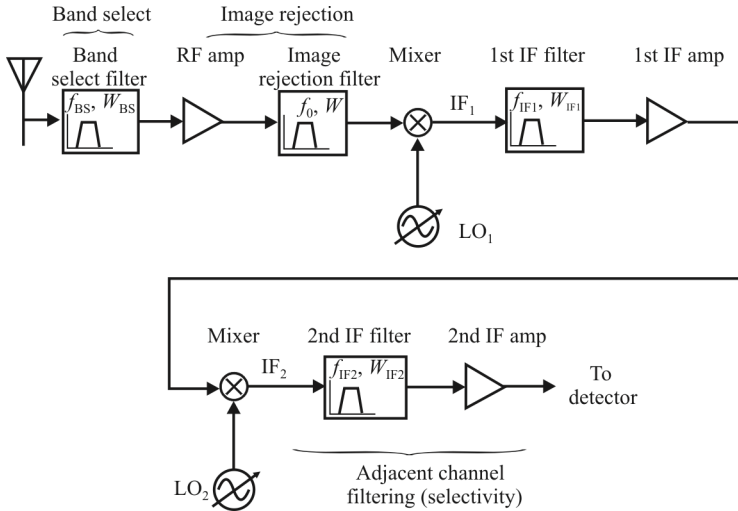 Band select
Image rejection
Band
select filter
RF amp
Image
rejection filter
Mixer
1st IF filter
1st IF amp
f_BS, W_BS
f_0, W
IF_1
f_IF1, W_IF1
LO_1
Mixer
2nd IF filter
2nd IF amp
IF_2
f_IF2, W_IF2
To
detector
LO_2
Adjacent channel
filtering (selectivity)